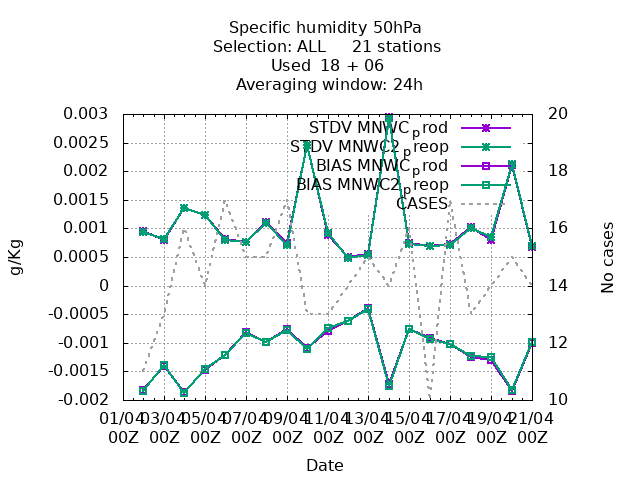 Specific humidity 50hPa
Selection: ALL 21 stations
Used 18 + 06
Averaging window: 24h
STDV MNWC_prod
STDV MNWC2_preop
BIAS MNWC_prod
BIAS MNWC2_preop
CASES
0.003
0.0025
0.002
0.0015
0.001
0.0005
0
-0.0005
-0.001
-0.0015
-0.002
g/Kg
20
18
16
14
12
10
No cases
01/04 03/04 05/04 07/04 09/04 11/04 13/04 15/04 17/04 19/04 21/04
00Z 00Z 00Z 00Z 00Z 00Z 00Z 00Z 00Z 00Z 00Z
Date